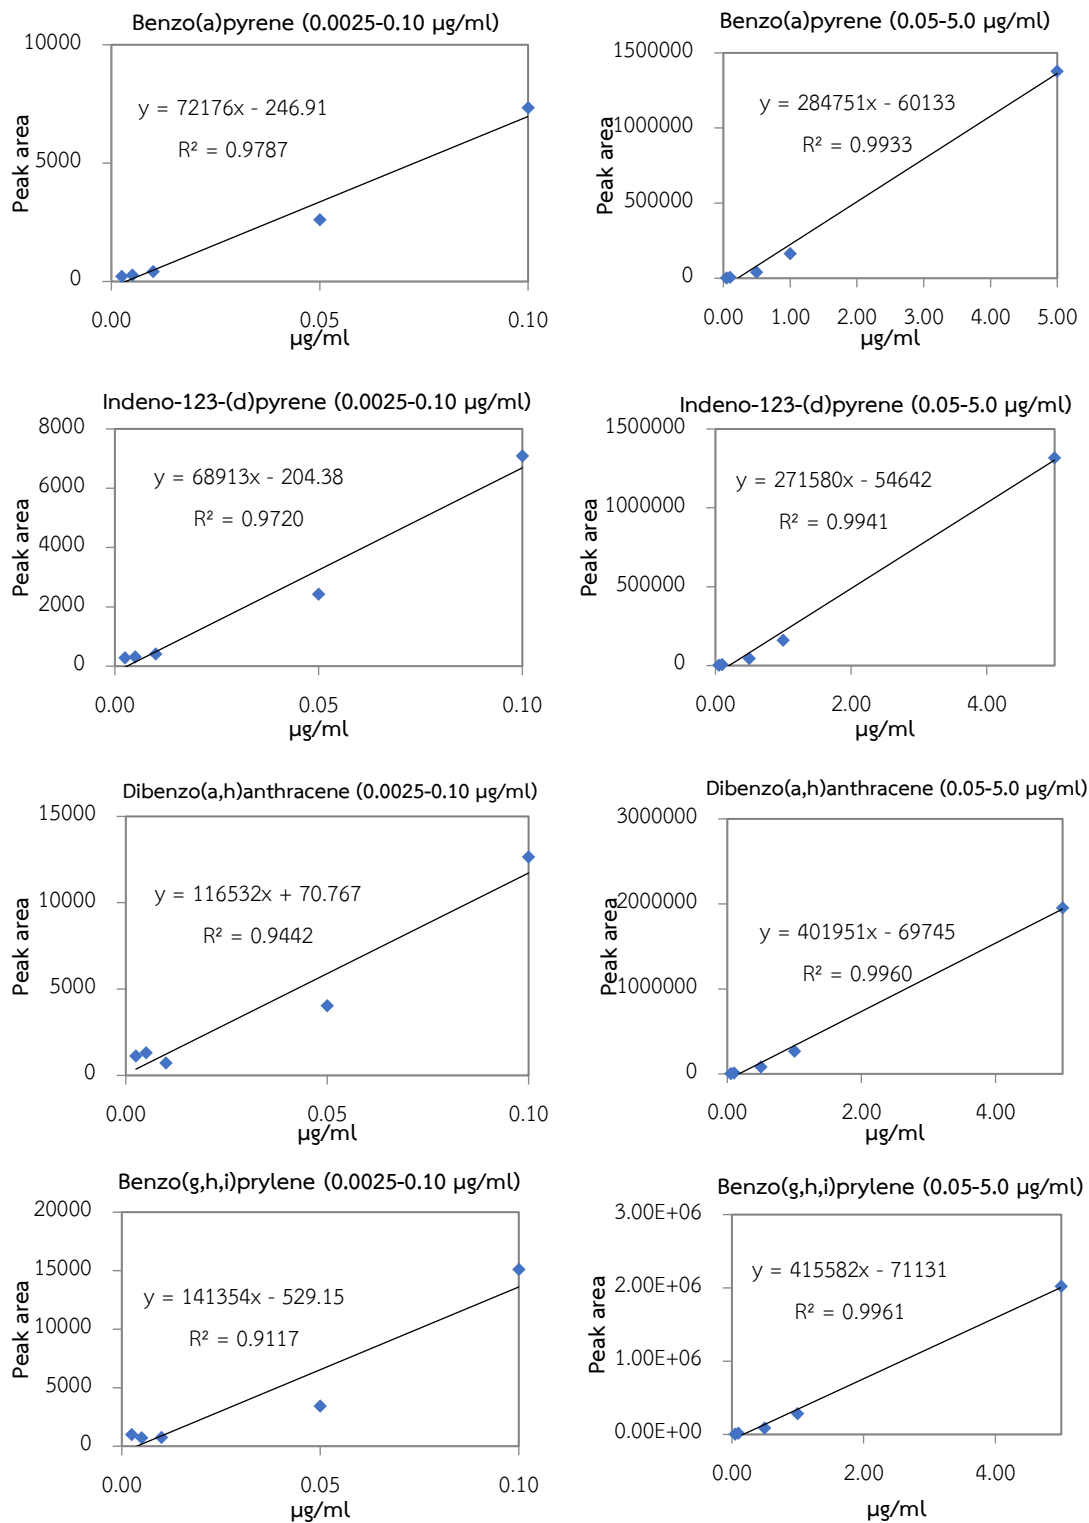 Benzo(a)pyrene (0.0025-0.10 µg/ml)
10000
5000
0
Peak area
y = 72176x - 246.91
R² = 0.9787
0.00 0.05 0.10
µg/ml
Benzo(a)pyrene (0.05-5.0 µg/ml)
1500000
1000000
500000
0
Peak area
y = 284751x - 60133
R² = 0.9933
0.00 1.00 2.00 3.00 4.00 5.00
µg/ml
Indeno-123-(d)pyrene (0.0025-0.10 µg/ml)
8000
6000
4000
2000
0
Peak area
y = 68913x - 204.38
R² = 0.9720
0.00 0.05 0.10
µg/ml
Indeno-123-(d)pyrene (0.05-5.0 µg/ml)
1500000
1000000
500000
0
Peak area
y = 271580x - 54642
R² = 0.9941
0.00 2.00 4.00
µg/ml
Dibenzo(a,h)anthracene (0.0025-0.10 µg/ml)
15000
10000
5000
0
Peak area
y = 116532x + 70.767
R² = 0.9442
0.00 0.05 0.10
µg/ml
Dibenzo(a,h)anthracene (0.05-5.0 µg/ml)
3000000
2000000
1000000
0
Peak area
y = 401951x - 69745
R² = 0.9960
0.00 2.00 4.00
µg/ml
Benzo(g,h,i)prylene (0.0025-0.10 µg/ml)
20000
15000
10000
5000
0
Peak area
y = 141354x - 529.15
R² = 0.9117
0.00 0.05 0.10
µg/ml
Benzo(g,h,i)prylene (0.05-5.0 µg/ml)
3.00E+06
2.00E+06
1.00E+06
0.00E+00
Peak area
y = 415582x - 71131
R² = 0.9961
0.00 2.00 4.00
µg/ml